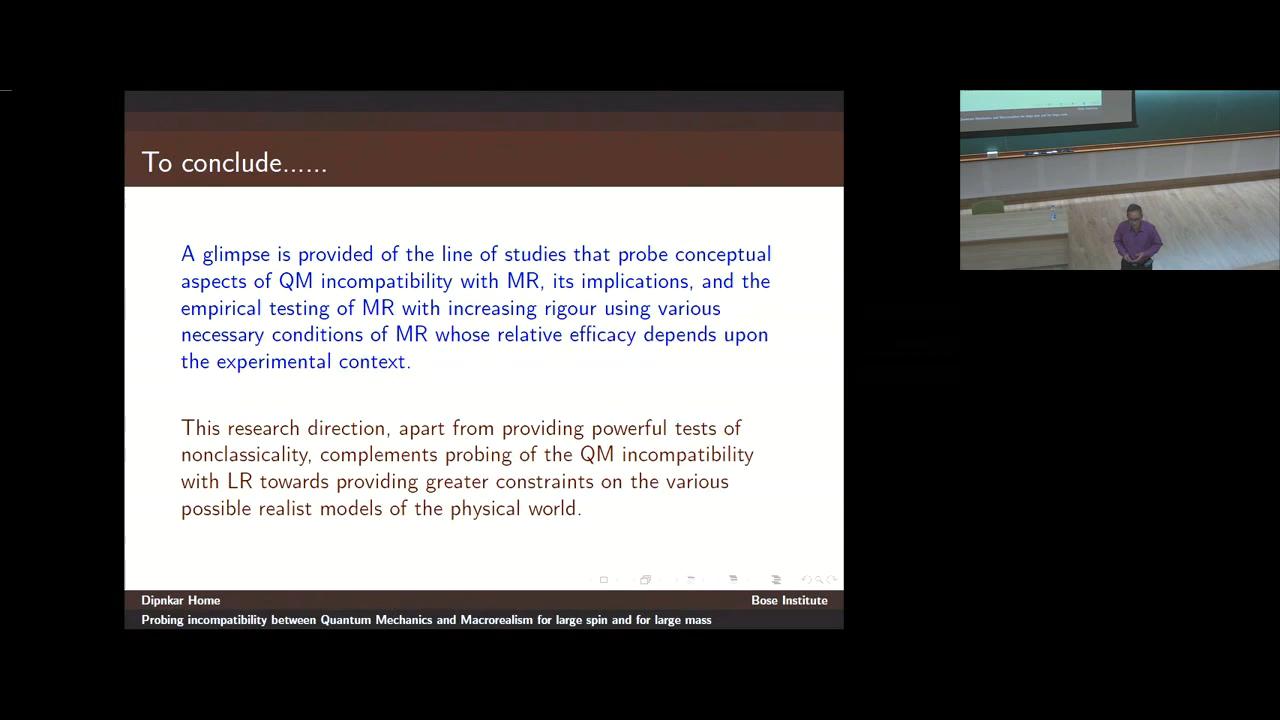 To conclude......
A glimpse is provided of the line of studies that probe conceptual
aspects of QM incompatibility with MR, its implications, and the
empirical testing of MR with increasing rigour using various
necessary conditions of MR whose relative efficacy depends upon
the experimental context.
This research direction, apart from providing powerful tests of
nonclassicality, complements probing of the QM incompatibility
with LR towards providing greater constraints on the various
possible realist models of the physical world.
Dipnkar Home
Bose Institute
Probing incompatibility between Quantum Mechanics and Macrorealism for large spin and for large mass